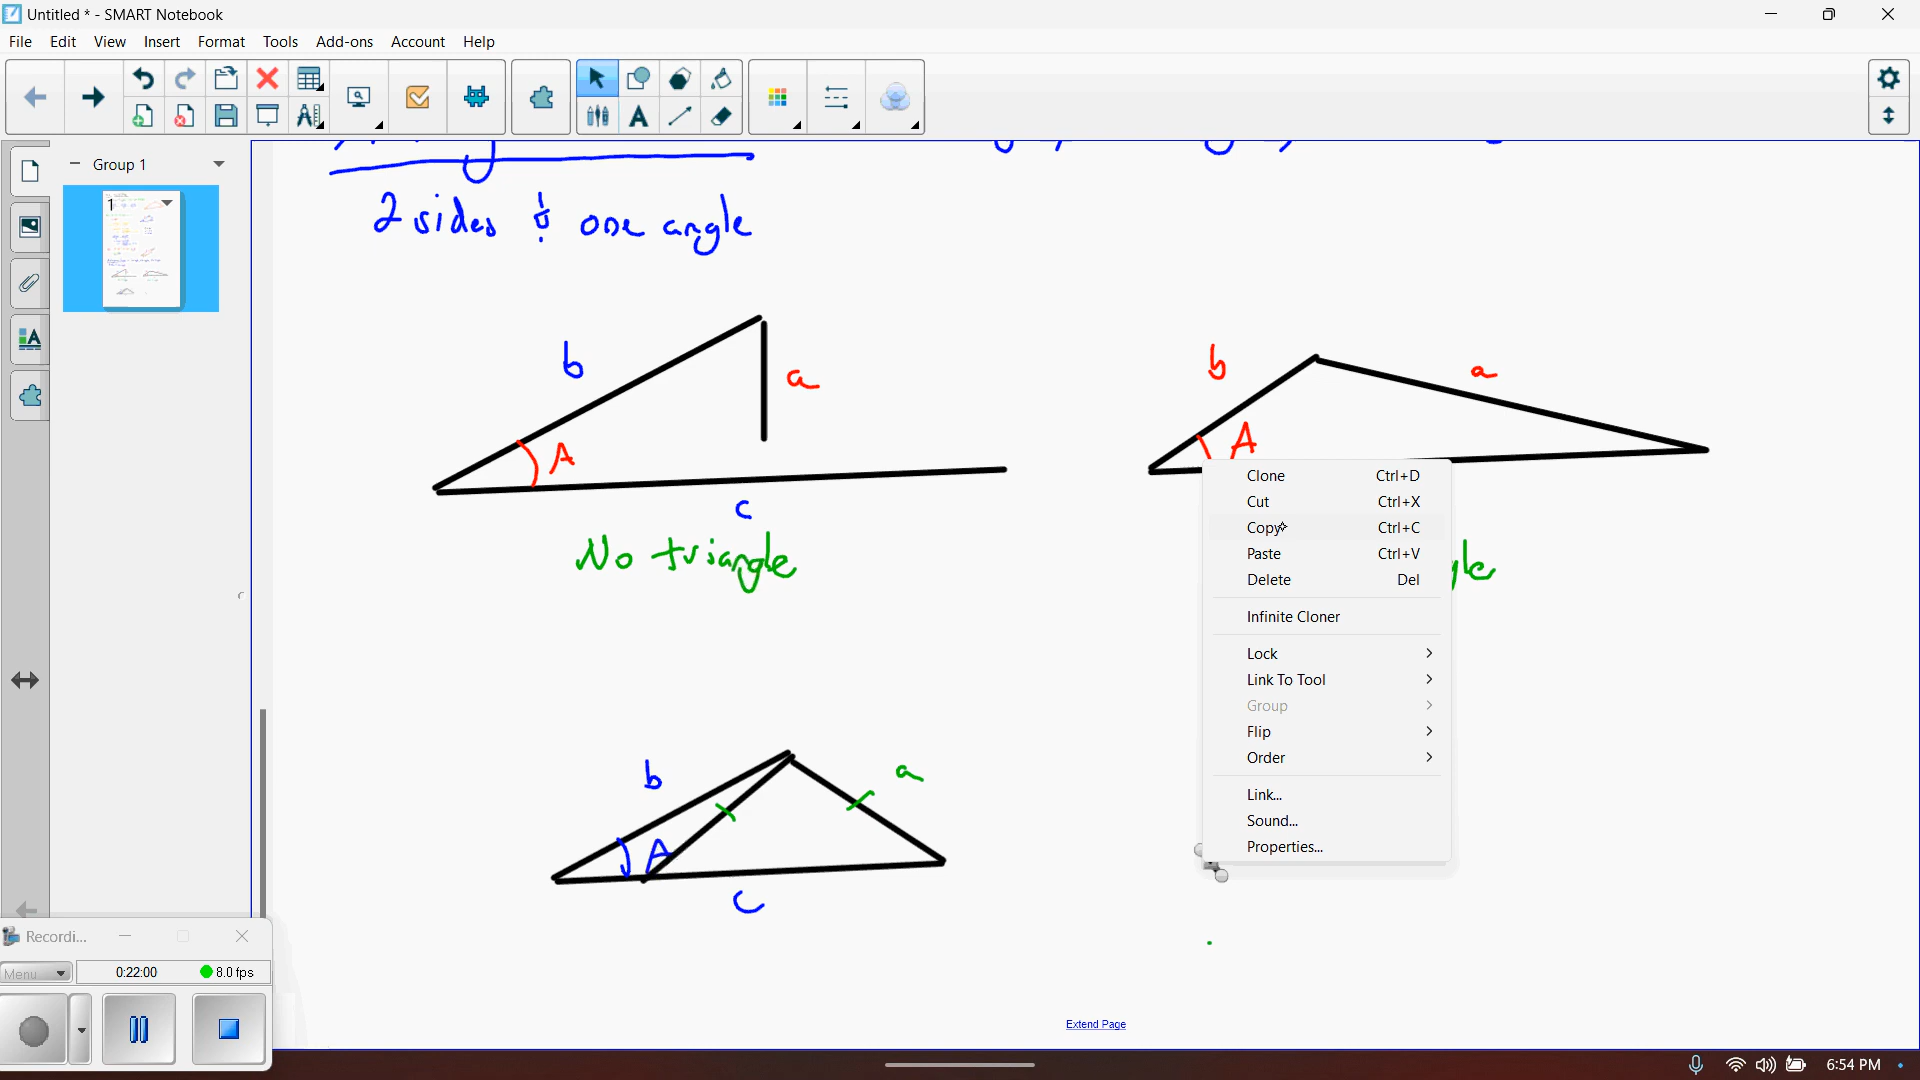 Untitled * - SMART Notebook
File Edit View Insert Format Tools Add-ons Account Help
Group 1
1
2 sides & one angle
b
a
A
c
No triangle
b
a
A
gle
Clone Ctrl+D
Cut Ctrl+X
Copy Ctrl+C
Paste Ctrl+V
Delete Del
Infinite Cloner
Lock
Link To Tool
Group
Flip
Order
Link...
Sound...
Properties...
b
a
A
c
Extend Page
Recordi...
Menu 0:22:00 8.0 fps
6:54 PM